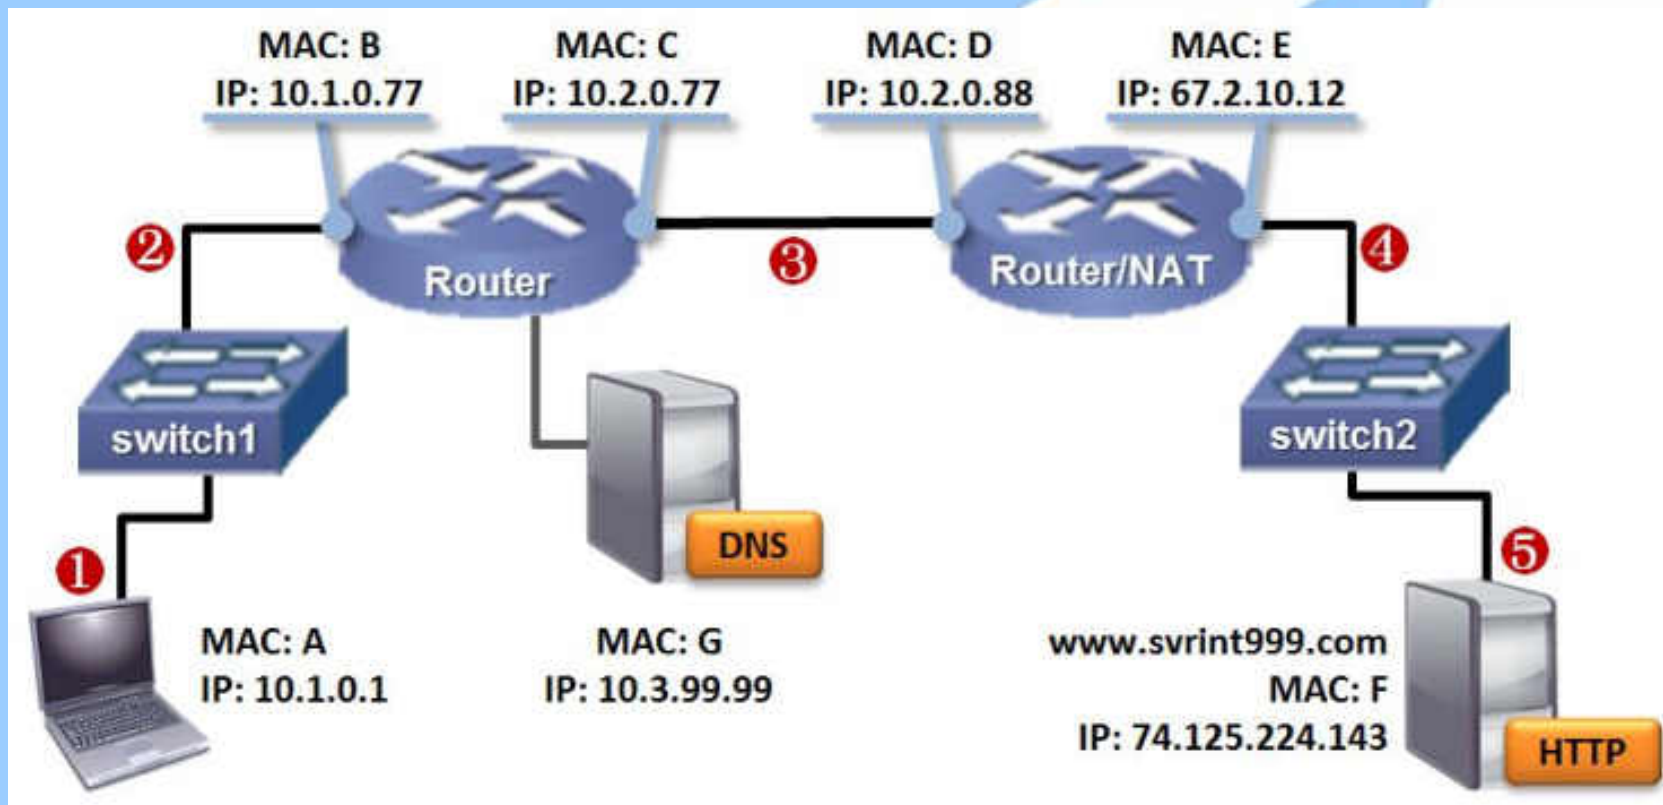 MAC: B
IP: 10.1.0.77
MAC: C
IP: 10.2.0.77
MAC: D
IP: 10.2.0.88
MAC: E
IP: 67.2.10.12
2
Router
3
Router/NAT
4
switch1
switch2
DNS
1
5
MAC: A
IP: 10.1.0.1
MAC: G
IP: 10.3.99.99
www.svrint999.com
MAC: F
IP: 74.125.224.143
HTTP